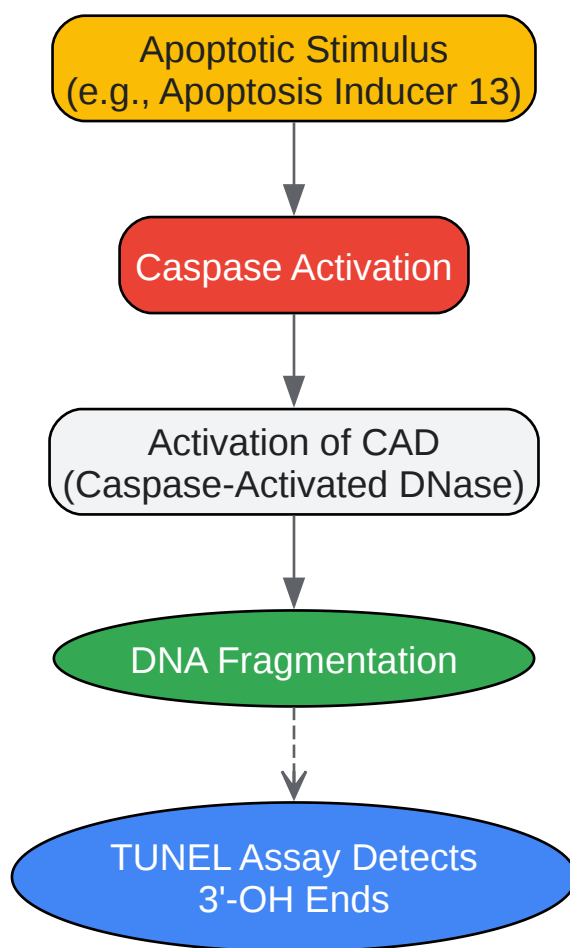 Apoptotic Stimulus
(e.g., Apoptosis Inducer 13)
Caspase Activation
Activation of CAD
(Caspase-Activated DNase)
DNA Fragmentation
TUNEL Assay Detects
3'-OH Ends